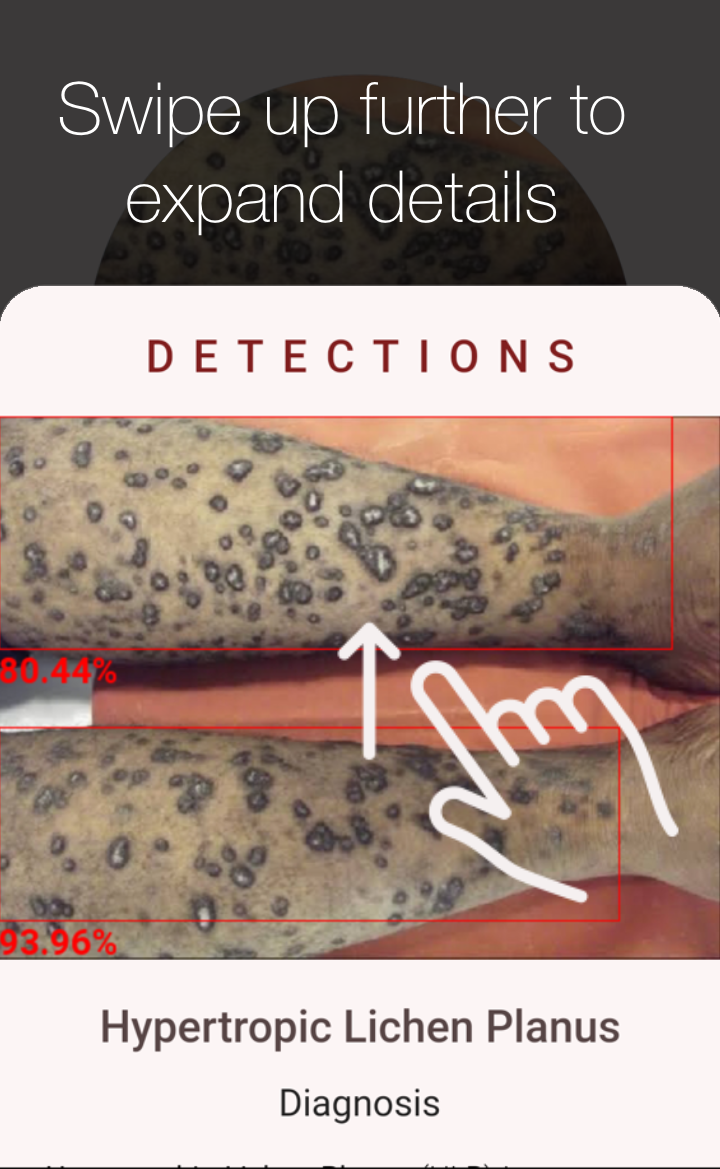 Swipe up further to
expand details
DETECTIONS
80.44%
93.96%
Hypertropic Lichen Planus
Diagnosis